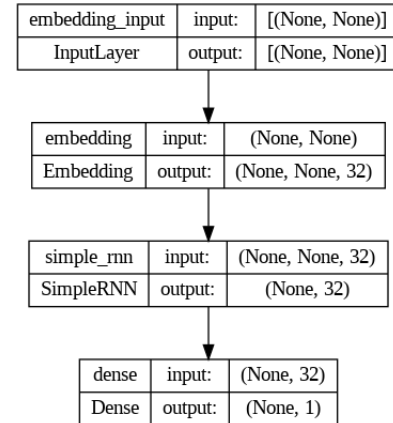 embedding_input input: [(None, None)]
InputLayer output: [(None, None)]
embedding input: (None, None)
Embedding output: (None, None, 32)
simple_rnn input: (None, None, 32)
SimpleRNN output: (None, 32)
dense input: (None, 32)
Dense output: (None, 1)